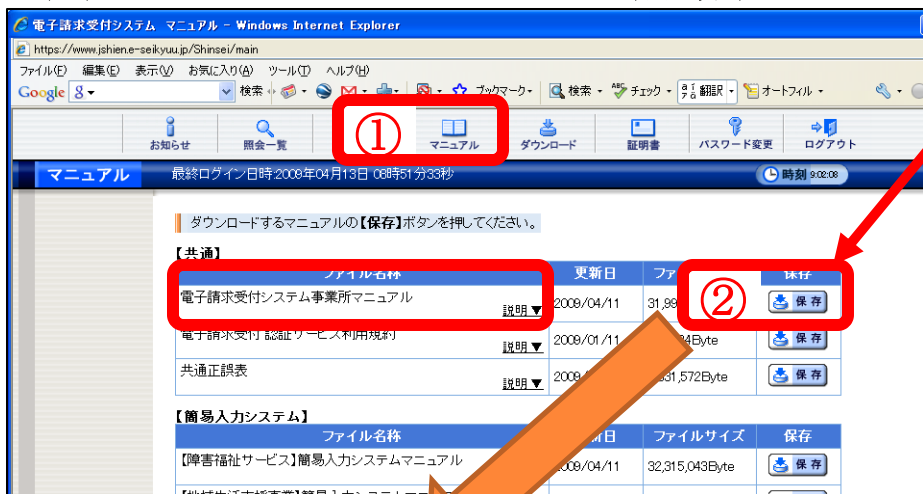 電子請求受付システム マニュアル - Windows Internet Explorer
https://www.jshien.e-seikyuu.jp/Shinsei/main
ファイル(F) 編集(E) 表示(V) お気に入り(A) ツール(T) ヘルプ(H)
Google 検索 ブックマーク 検索 チェック 翻訳 オートフィル
お知らせ 照会一覧 ① マニュアル ダウンロード 証明書 パスワード変更 ログアウト
マニュアル 最終ログイン日時:2009年04月13日 08時51分33秒 時刻 9:02:08
ダウンロードするマニュアルの【保存】ボタンを押してください。
【共通】
ファイル名称 更新日 ファ 保存
電子請求受付システム事業所マニュアル 説明▼ 2009/04/11 31,99 ② 保存
電子請求受付 認証サービス利用規約 説明▼ 2009/01/11 4Byte 保存
共通正誤表 説明▼ 2009 31,572Byte 保存
【簡易入力システム】
ファイル名称 新日 ファイルサイズ 保存
【障害福祉サービス】簡易入力システムマニュアル 2009/04/11 32,315,043Byte 保存